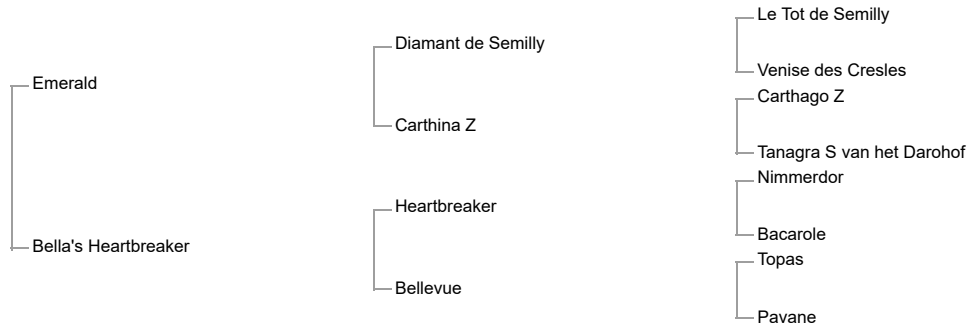 Le Tot de Semilly
Diamant de Semilly
Venise des Cresles
Emerald
Carthago Z
Carthina Z
Tanagra S van het Darohof
Nimmerdor
Heartbreaker
Bacarole
Bella's Heartbreaker
Topas
Bellevue
Pavane